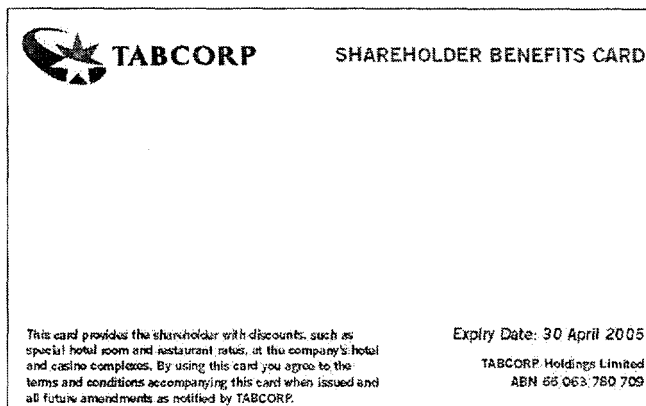 TABCORP
SHAREHOLDER BENEFITS CARD
This card provides the shareholder with discounts, such as
special hotel room and restaurant rates, at the company's hotel
and casino complexes. By using this card you agree to the
terms and conditions accompanying this card when issued and
all future amendments as notified by TABCORP.
Expiry Date: 30 April 2005
TABCORP Holdings Limited
ABN 66 063 780 709